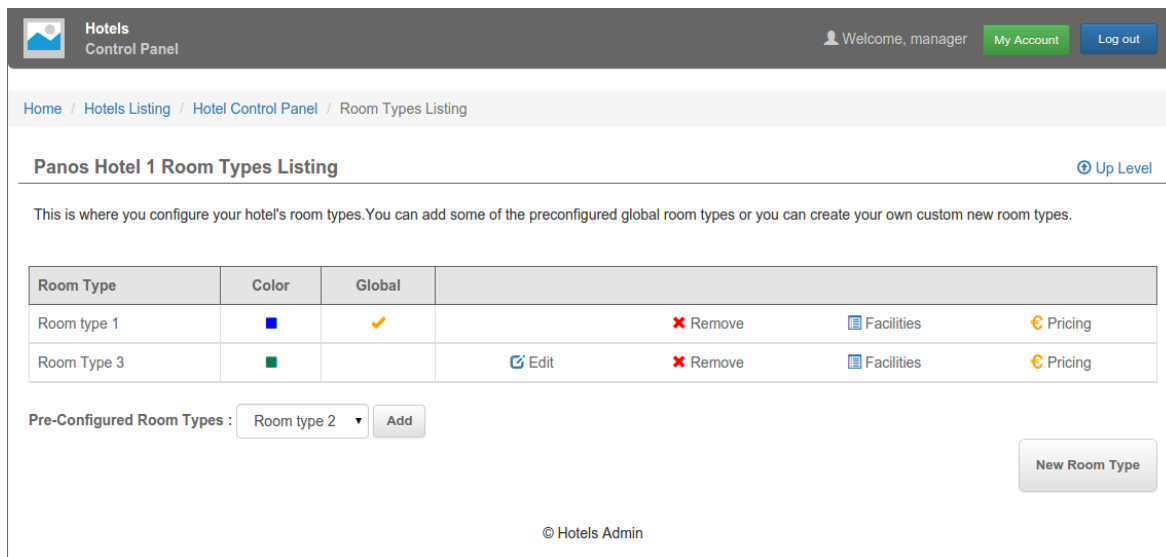 Hotels
Control Panel
Welcome, manager My Account Log out
Home / Hotels Listing / Hotel Control Panel / Room Types Listing
Panos Hotel 1 Room Types Listing Up Level
This is where you configure your hotel's room types.You can add some of the preconfigured global room types or you can create your own custom new room types.
Room Type Color Global
Room type 1 Remove Facilities € Pricing
Room Type 3 Edit Remove Facilities € Pricing
Pre-Configured Room Types : Room type 2 Add
New Room Type
© Hotels Admin